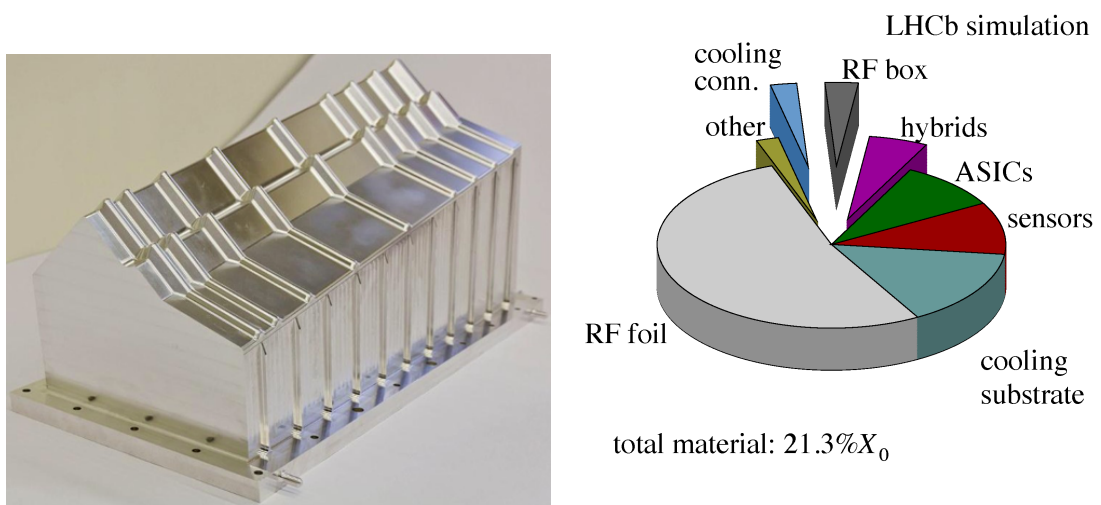 LHCb simulation
cooling
conn.
RF box
other
hybrids
ASICs
sensors
RF foil
cooling
substrate
total material: 21.3%X₀